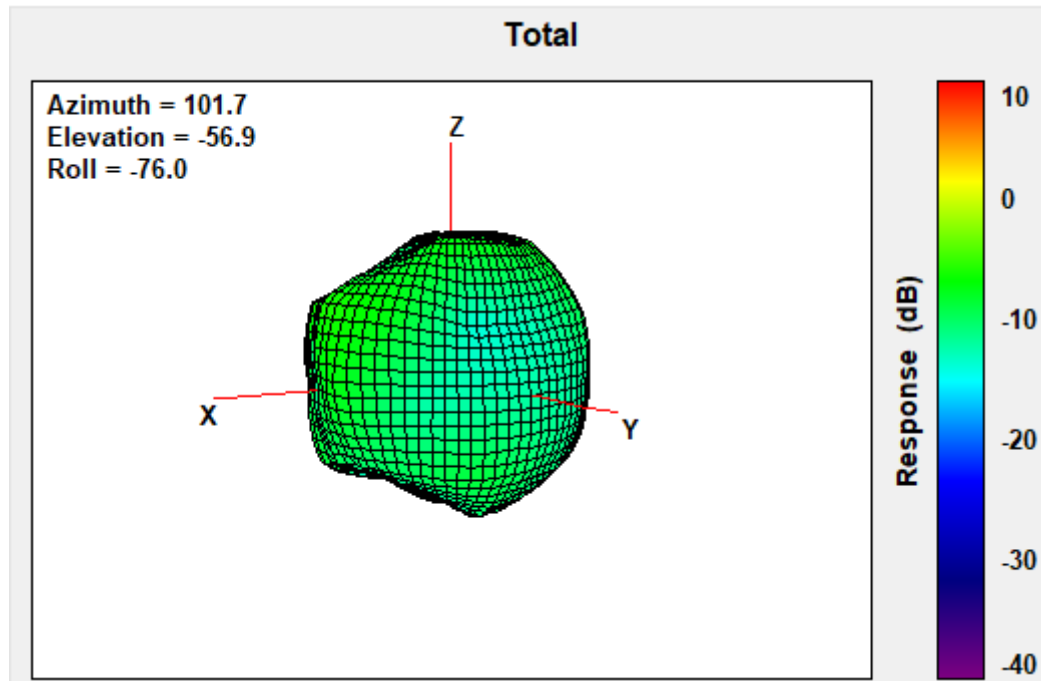 Total
Azimuth = 101.7
Elevation = -56.9
Roll = -76.0
Z
X
Y
10
0
-10
-20
-30
-40
Response (dB)